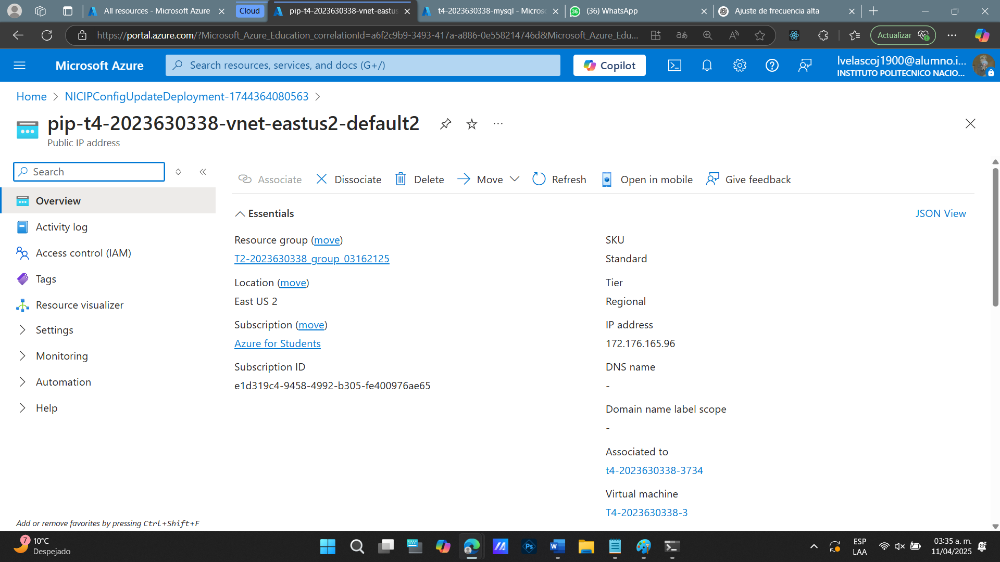 All resources - Microsoft Azure
Cloud
pip-t4-2023630338-vnet-eastus
t4-2023630338-mysql - Micros
(36) WhatsApp
Ajuste de frecuencia alta
https://portal.azure.com/?Microsoft_Azure_Education_correlationId=a6f2c9b9-3493-417a-a886-0e558214746d&Microsoft_Azure_Edu...
Actualizar
Microsoft Azure
Search resources, services, and docs (G+/)
Copilot
lvelascoj1900@alumno.i...
INSTITUTO POLITECNICO NACIO...
Home > NICIPConfigUpdateDeployment-1744364080563 >
pip-t4-2023630338-vnet-eastus2-default2
Public IP address
Search
Associate
Dissociate
Delete
Move
Refresh
Open in mobile
Give feedback
Overview
Activity log
Access control (IAM)
Tags
Resource visualizer
Settings
Monitoring
Automation
Help
Add or remove favorites by pressing Ctrl+Shift+F
Essentials
JSON View
Resource group (move)
T2-2023630338_group_03162125
Location (move)
East US 2
Subscription (move)
Azure for Students
Subscription ID
e1d319c4-9458-4992-b305-fe400976ae65
SKU
Standard
Tier
Regional
IP address
172.176.165.96
DNS name
-
Domain name label scope
-
Associated to
t4-2023630338-3734
Virtual machine
T4-2023630338-3
7
10°C
Despejado
ESP
LAA
03:35 a. m.
11/04/2025